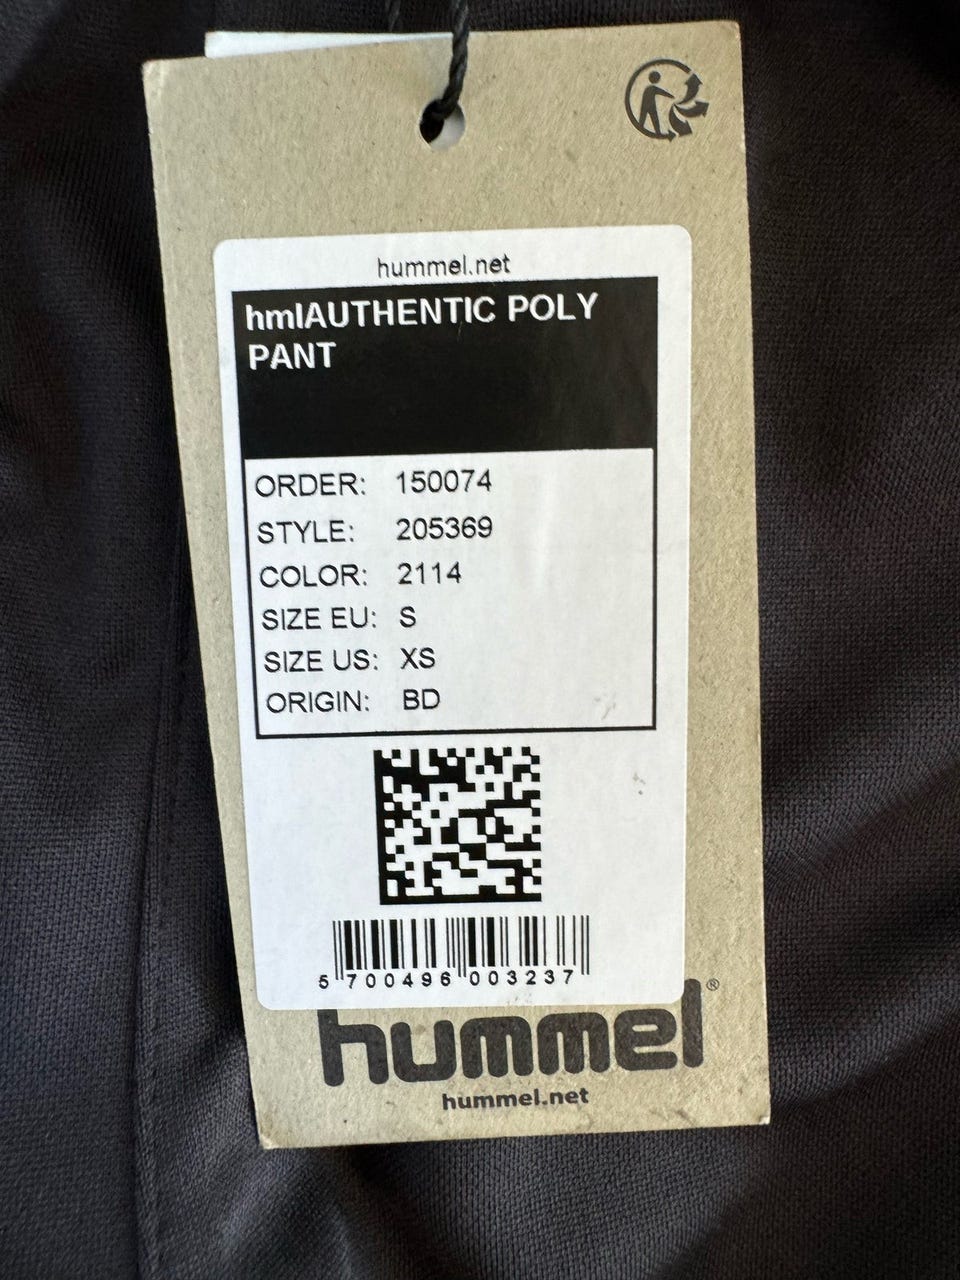 hummel.net
hmlAUTHENTIC POLY
PANT
ORDER: 150074
STYLE: 205369
COLOR: 2114
SIZE EU: S
SIZE US: XS
ORIGIN: BD
5 700496 003237
hummel®
hummel.net